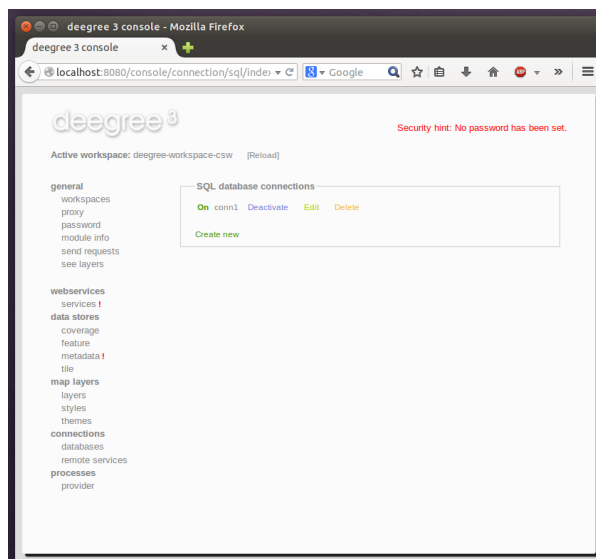 deegree 3 console - Mozilla Firefox
deegree 3 console
localhost:8080/console/connection/sql/index
Google
ABP
deegree 3
Security hint: No password has been set.
Active workspace: deegree-workspace-csw [Reload]
general
workspaces
proxy
password
module info
send requests
see layers
SQL database connections
On conn1 Deactivate Edit Delete
Create new
webservices
services !
data stores
coverage
feature
metadata !
tile
map layers
layers
styles
themes
connections
databases
remote services
processes
provider